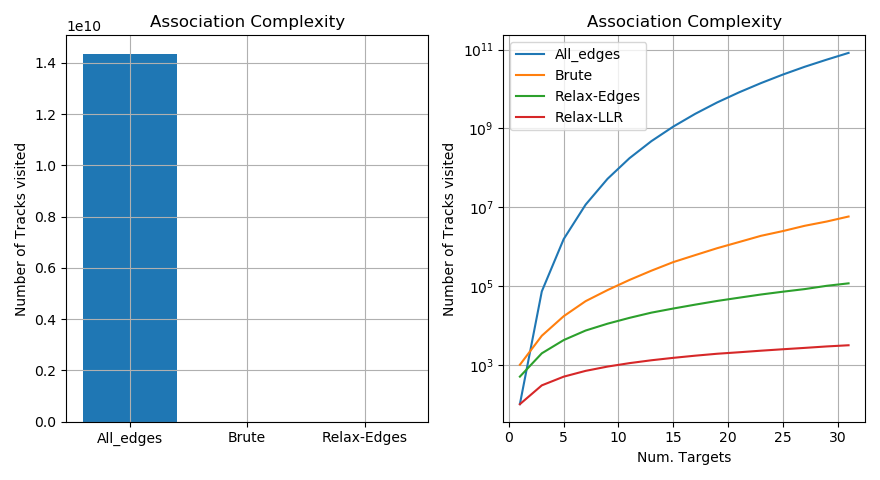 Association Complexity
1e10
Number of Tracks visited
1.4
1.2
1.0
0.8
0.6
0.4
0.2
0.0
All_edges Brute Relax-Edges
Association Complexity
Number of Tracks visited
10^11
10^9
10^7
10^5
10^3
All_edges
Brute
Relax-Edges
Relax-LLR
0 5 10 15 20 25 30
Num. Targets